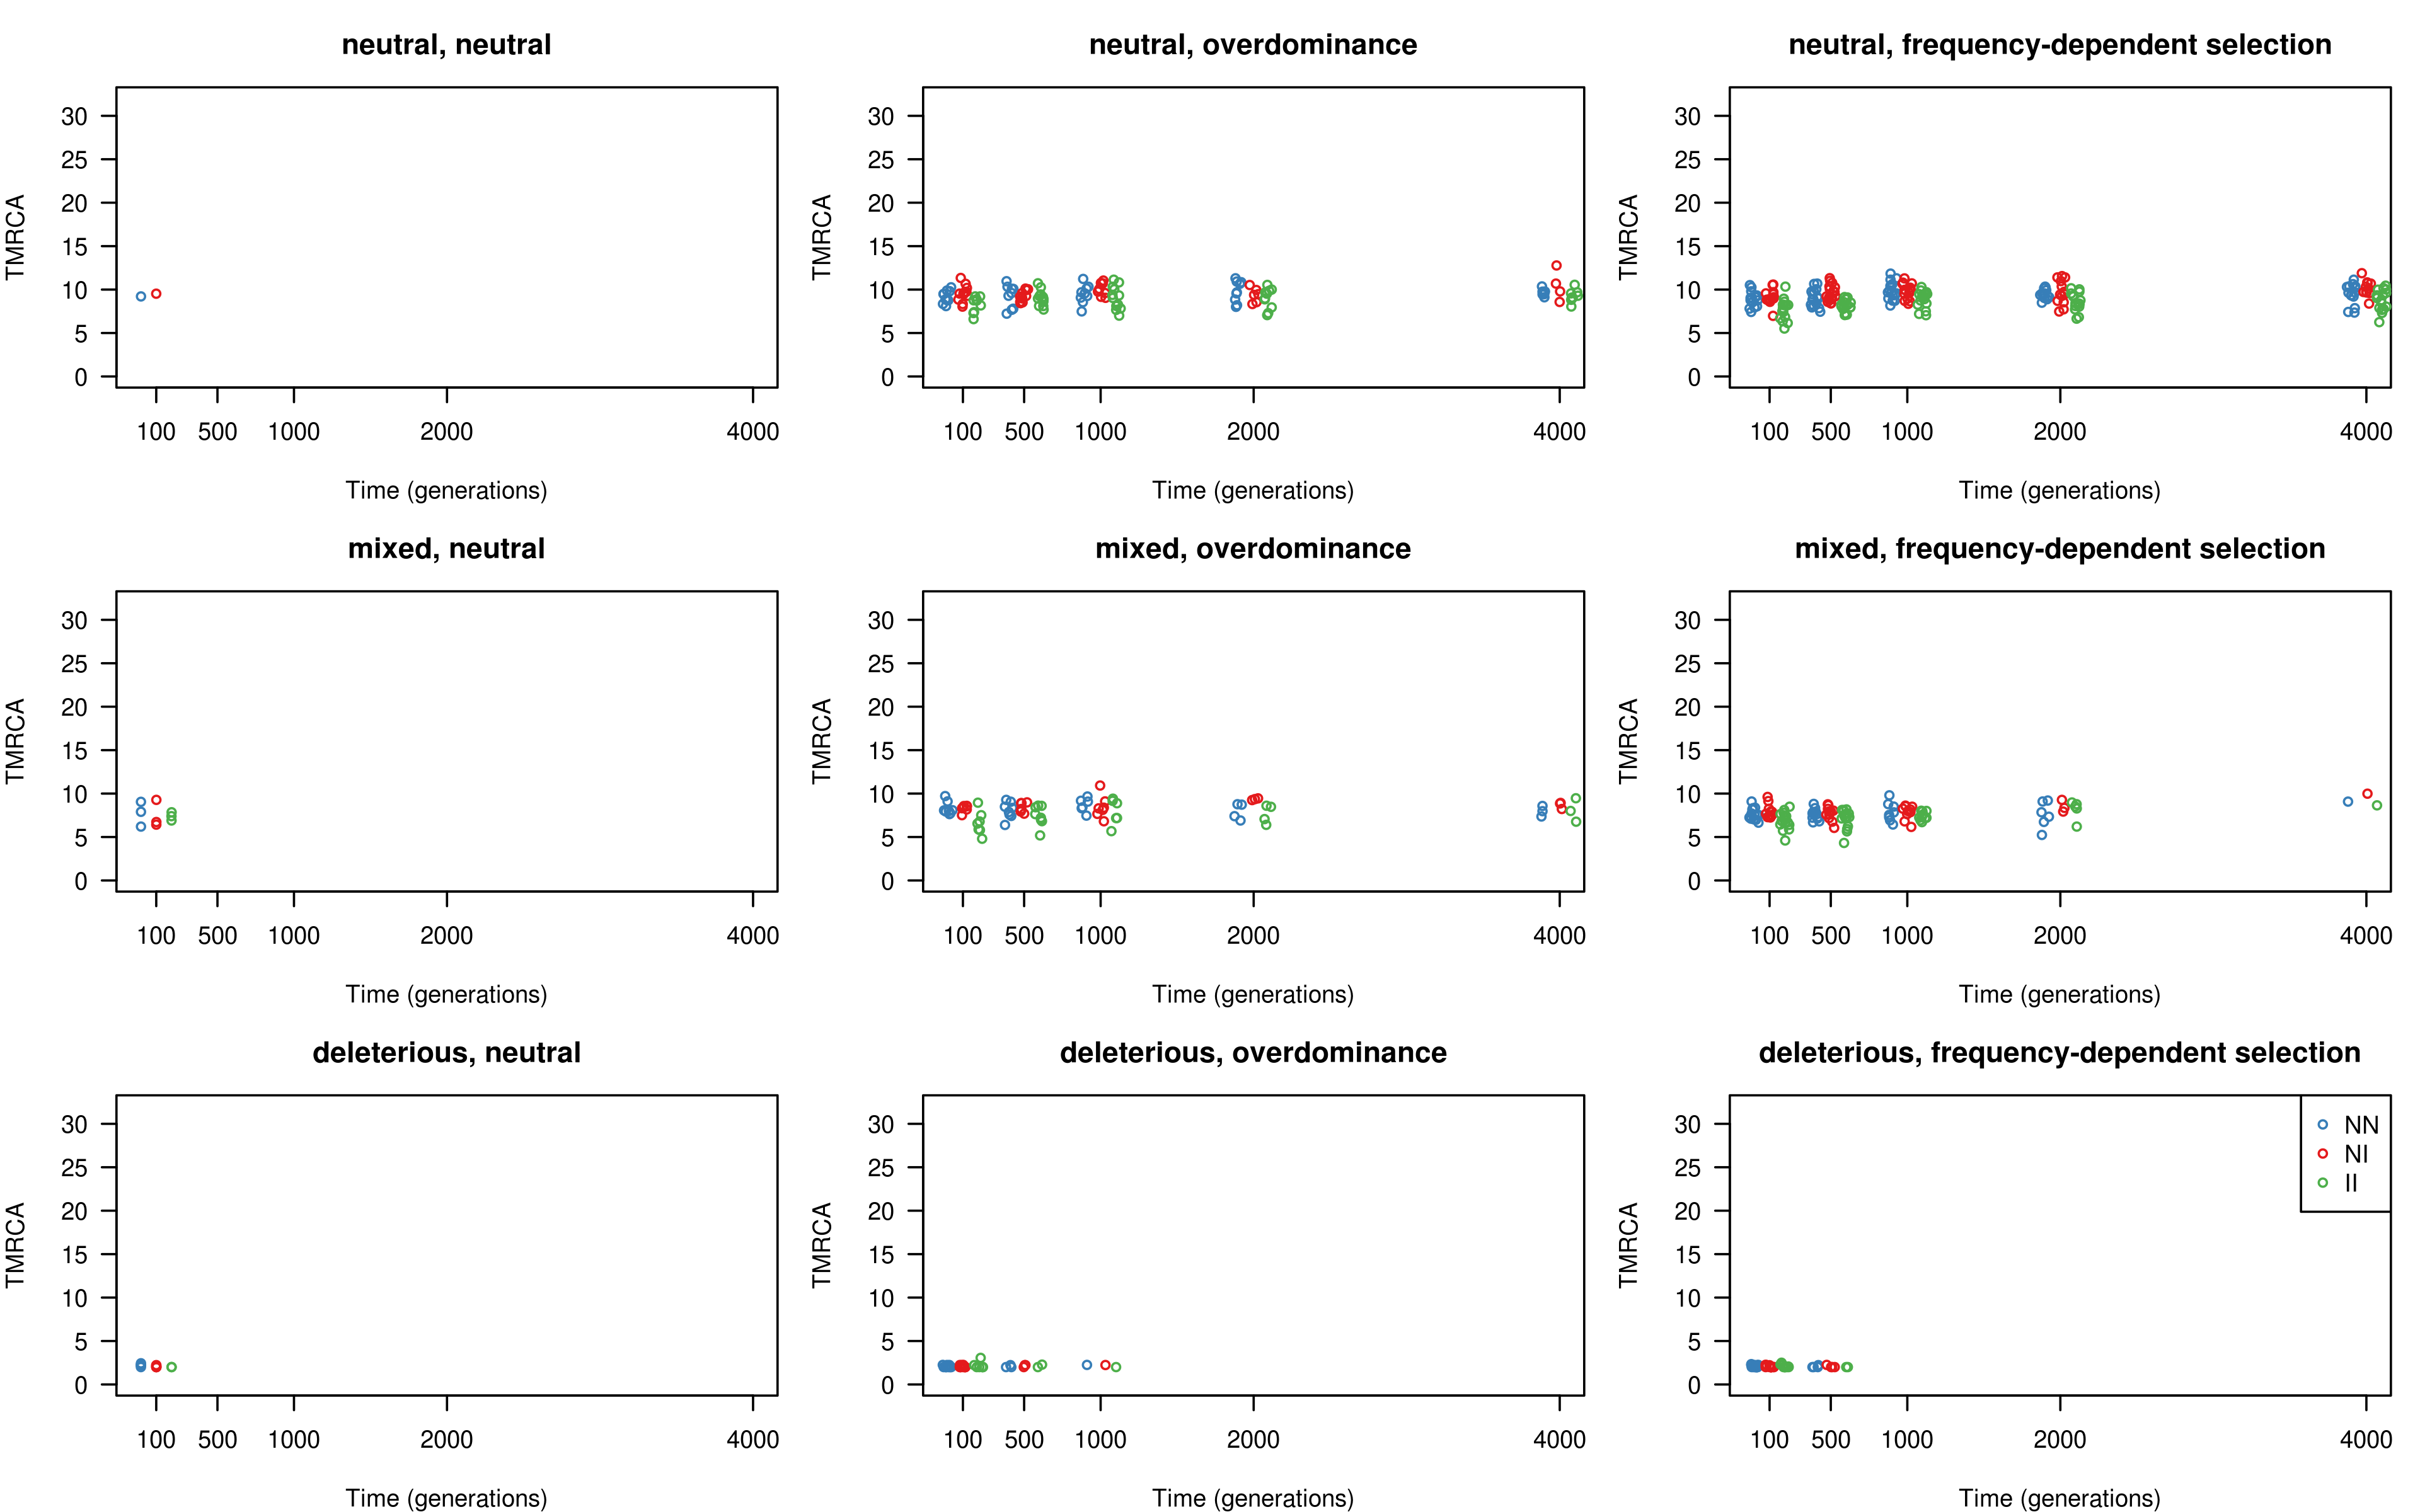 neutral, neutral
30
25
20
15
10
5
0
TMRCA
100 500 1000 2000 4000
Time (generations)
neutral, overdominance
30
25
20
15
10
5
0
TMRCA
100 500 1000 2000 4000
Time (generations)
neutral, frequency-dependent selection
30
25
20
15
10
5
0
TMRCA
100 500 1000 2000 4000
Time (generations)
mixed, neutral
30
25
20
15
10
5
0
TMRCA
100 500 1000 2000 4000
Time (generations)
mixed, overdominance
30
25
20
15
10
5
0
TMRCA
100 500 1000 2000 4000
Time (generations)
mixed, frequency-dependent selection
30
25
20
15
10
5
0
TMRCA
100 500 1000 2000 4000
Time (generations)
deleterious, neutral
30
25
20
15
10
5
0
TMRCA
100 500 1000 2000 4000
Time (generations)
deleterious, overdominance
30
25
20
15
10
5
0
TMRCA
100 500 1000 2000 4000
Time (generations)
deleterious, frequency-dependent selection
30
25
20
15
10
5
0
TMRCA
NN
NI
II
100 500 1000 2000 4000
Time (generations)